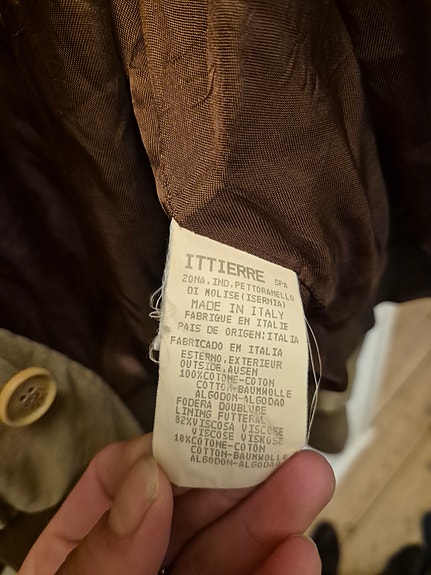 ITTIERRE SPA
ZONA.IND.PETTORANELLO
DI MOLISE(ISERNIA)
MADE IN ITALY
FABRIQUE EN ITALIE
PAIS DE ORIGEN:ITALIA
FABRICADO EM ITALIA
ESTERNO,EXTERIEUR
OUTSIDE,AUSEN
100%COTONE-COTON
COTTON-BAUMWOLLE
ALGODON-ALGODAO
FODERA DOUBLURE
LINING FUTTERAL
82%VISCOSA VISCOSE
VISCOSE VISKOSE
18%COTONE-COTON
COTTON-BAUMWOLLE
ALGODON-ALGODAO